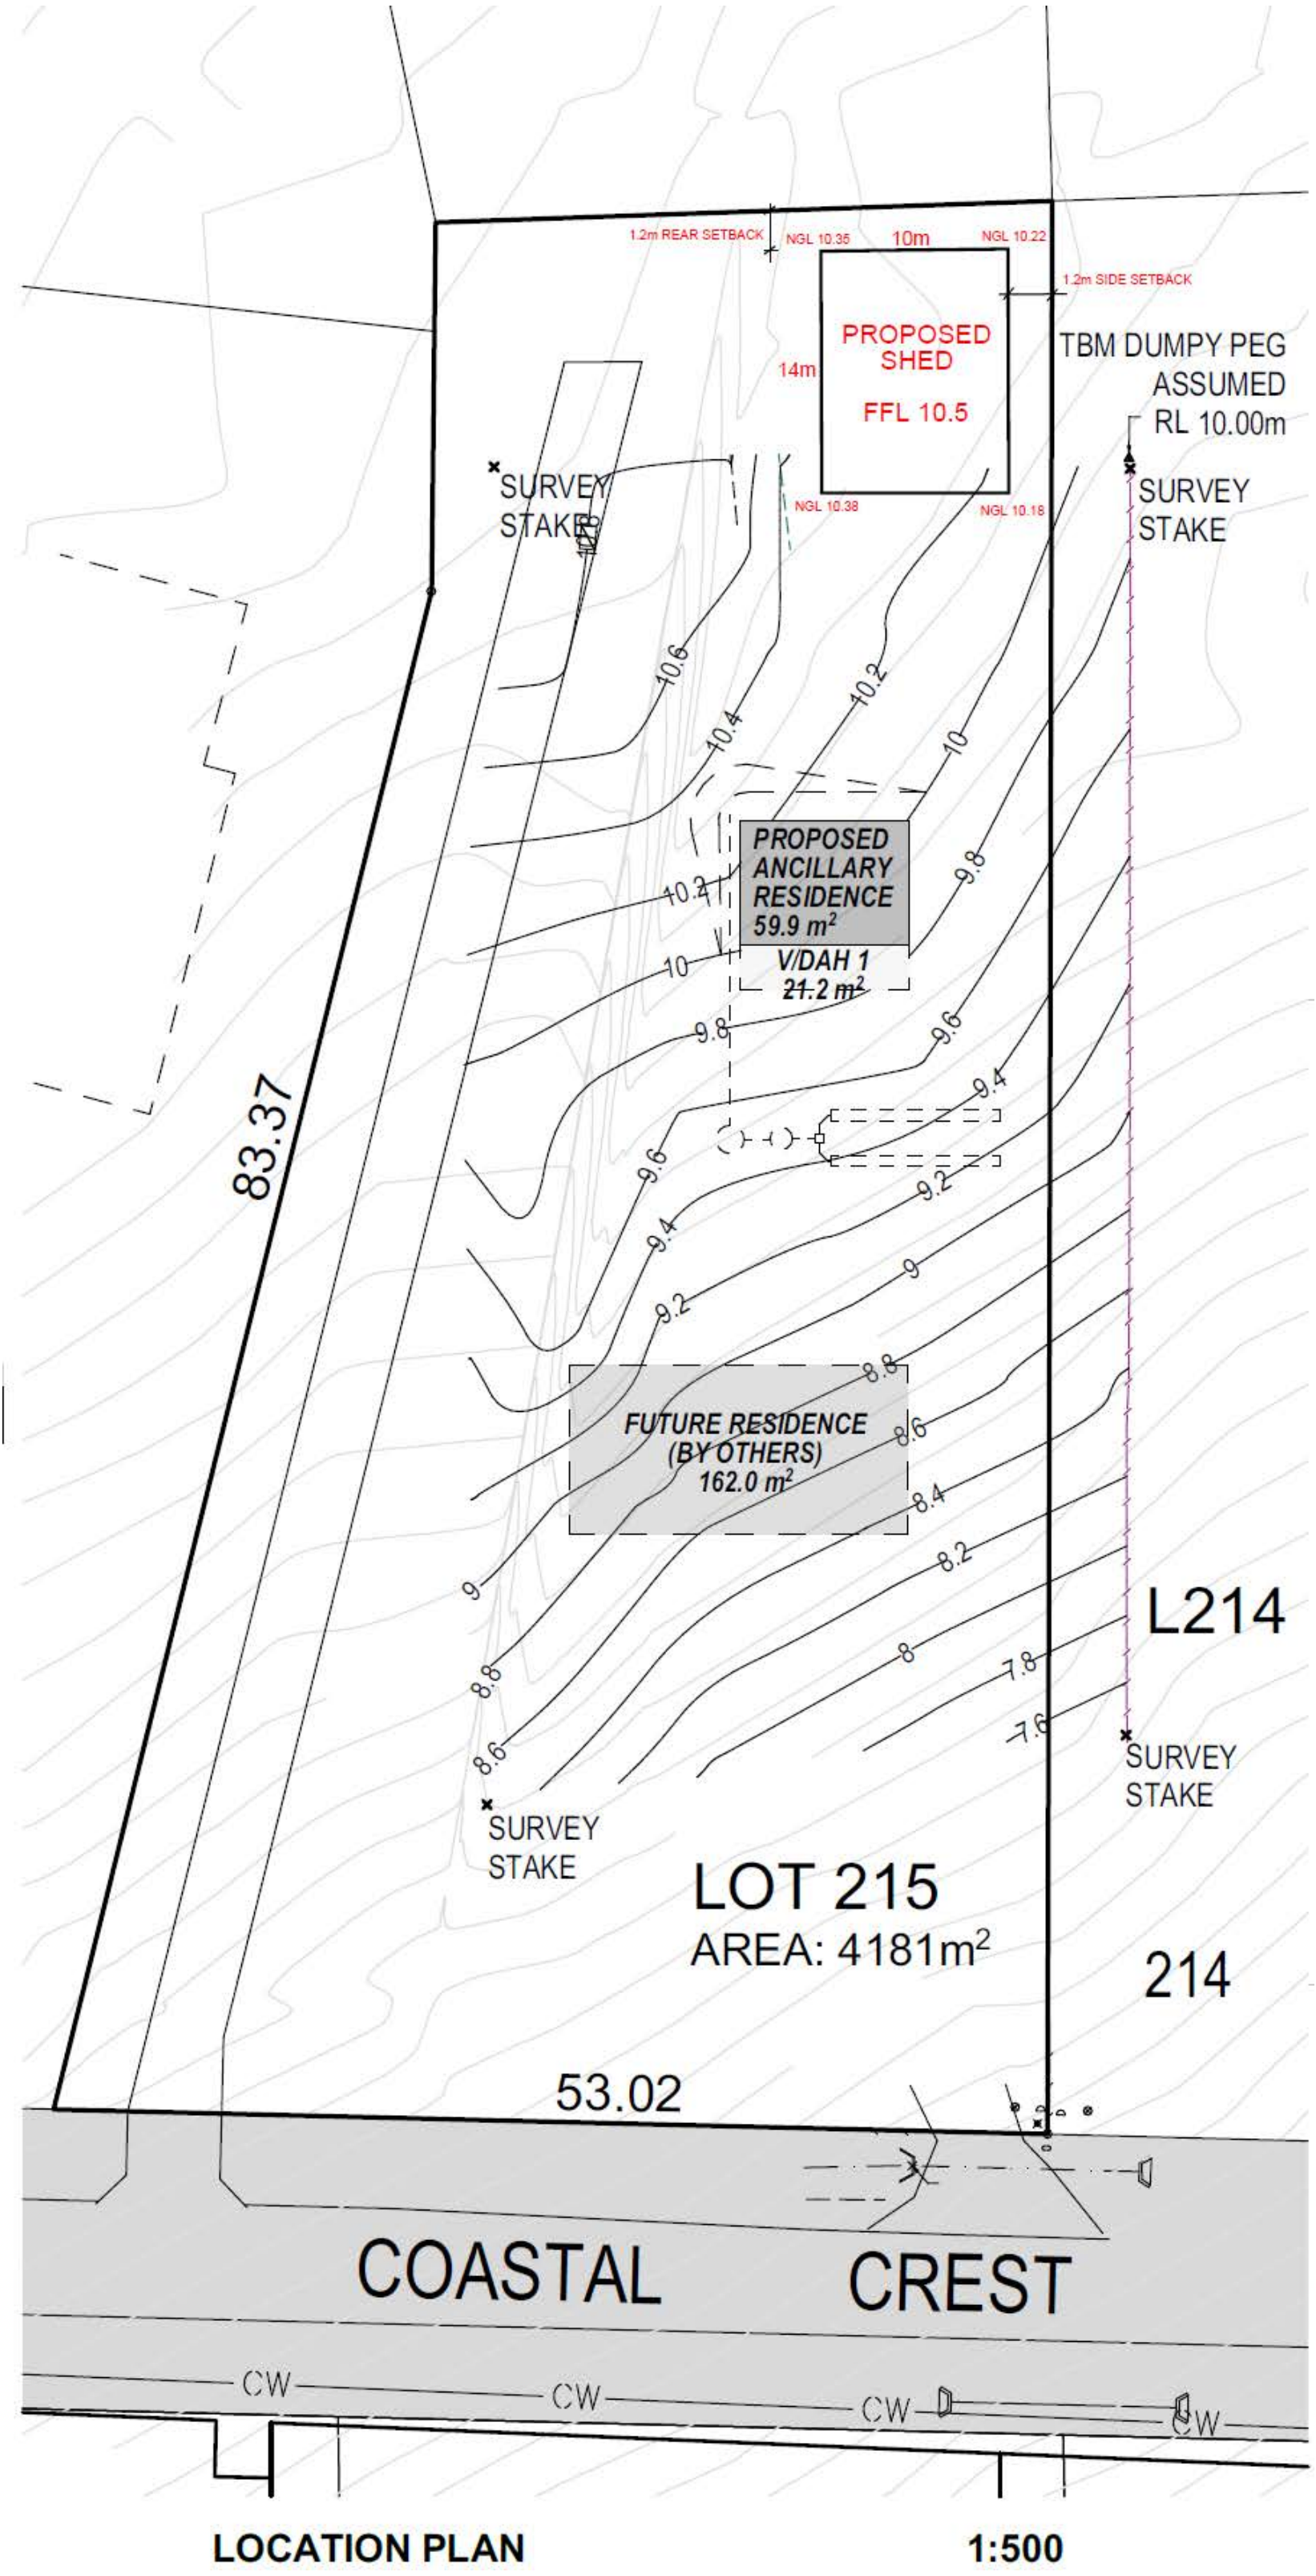 1.2m REAR SETBACK
NGL 10.35
10m
NGL 10.22
1.2m SIDE SETBACK
PROPOSED
SHED
FFL 10.5
14m
TBM DUMPY PEG
ASSUMED
RL 10.00m
SURVEY
STAKE
SURVEY
STAKE
NGL 10.38
NGL 10.18
10.6
10.4
10.2
10
9.8
PROPOSED
ANCILLARY
RESIDENCE
59.9 m²
V/DAH 1
21.2 m²
10.2
10
9.8
9.6
9.4
9.6
9.2
9.4
9
9.2
83.37
8.8
8.6
FUTURE RESIDENCE
(BY OTHERS)
162.0 m²
8.4
8.2
9
8
7.8
8.8
7.6
8.6
L214
SURVEY
STAKE
SURVEY
STAKE
LOT 215
AREA: 4181m²
214
53.02
COASTAL CREST
CW
CW
CW
CW
LOCATION PLAN
1:500